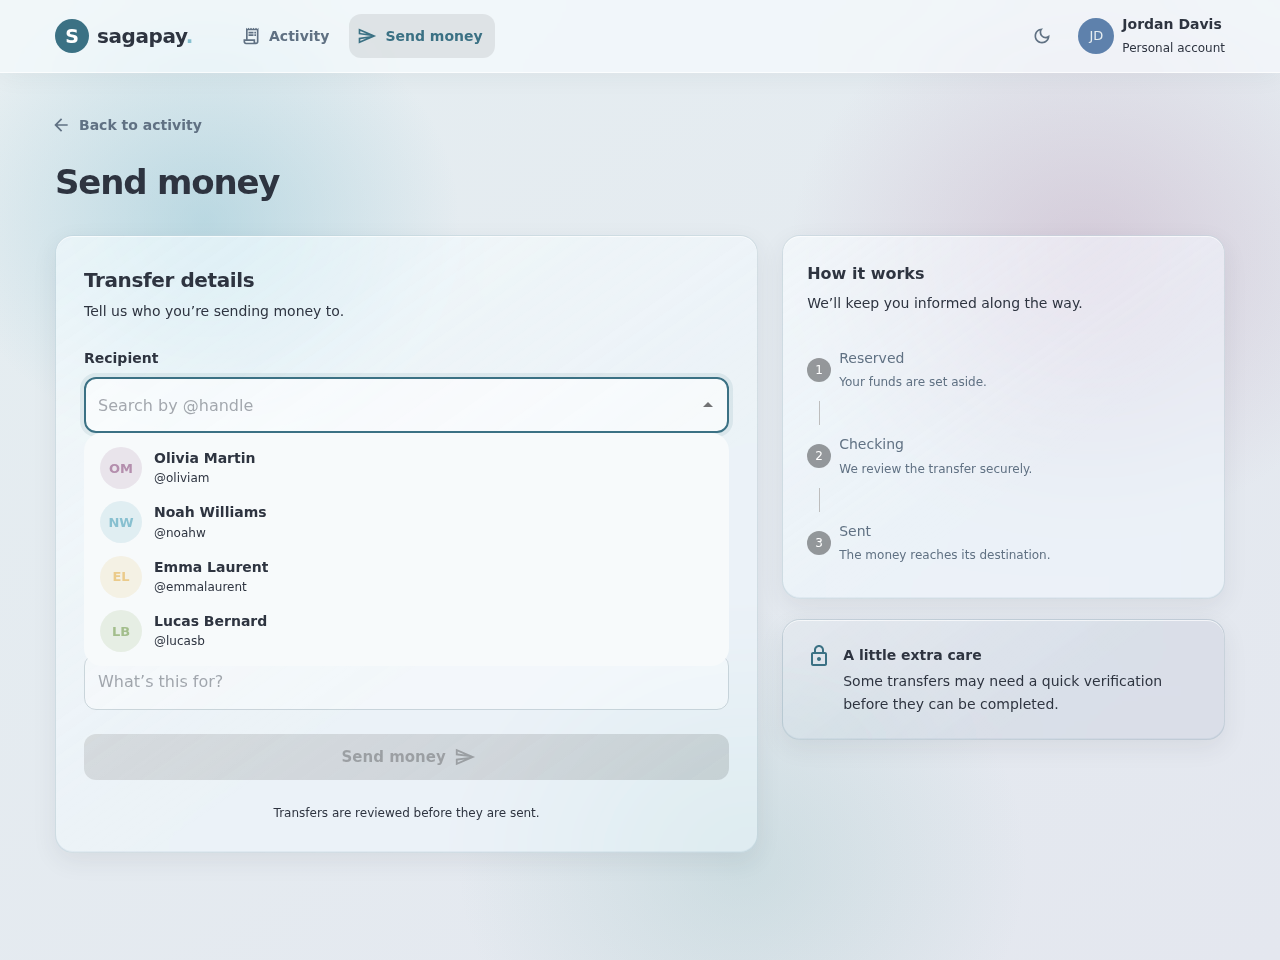 S sagapay.
Activity
Send money
JD
Jordan Davis
Personal account
Back to activity
Send money
Transfer details
Tell us who you’re sending money to.
Recipient
Search by @handle
OM
Olivia Martin
@oliviam
NW
Noah Williams
@noahw
EL
Emma Laurent
@emmalaurent
LB
Lucas Bernard
@lucasb
What’s this for?
Send money
Transfers are reviewed before they are sent.
How it works
We’ll keep you informed along the way.
1
Reserved
Your funds are set aside.
2
Checking
We review the transfer securely.
3
Sent
The money reaches its destination.
A little extra care
Some transfers may need a quick verification
before they can be completed.